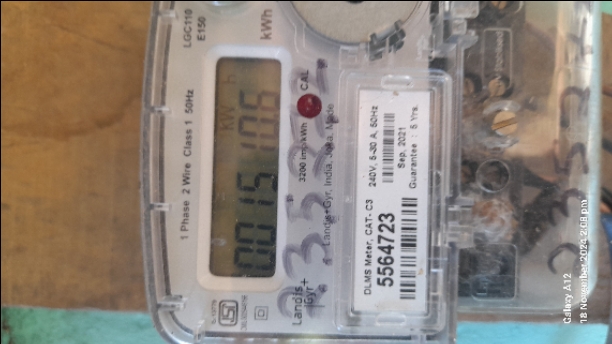 LGC110
E150
kWh
1 Phase 2 Wire Class 1 50Hz
kW h
0015106
3200 imp/kWh
CAL
Landis+Gyr, India, Joba, Made
Landis
Gyr+
DLMS Meter, CAT- C3
240V, 5-30 A, 50Hz
5564723
Sep, 2021
Guarantee : 5 Yrs.
Galaxy A12
18 November 2024 2:08 pm